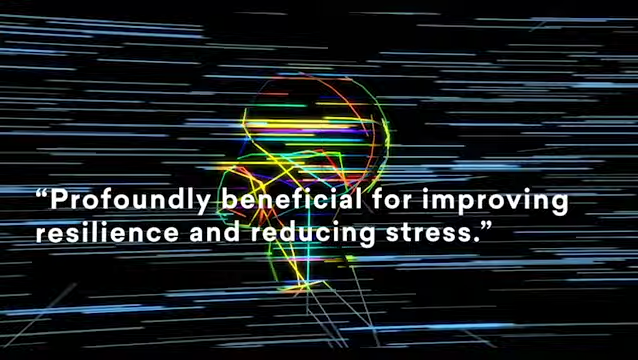 “Profoundly beneficial for improving
resilience and reducing stress.”